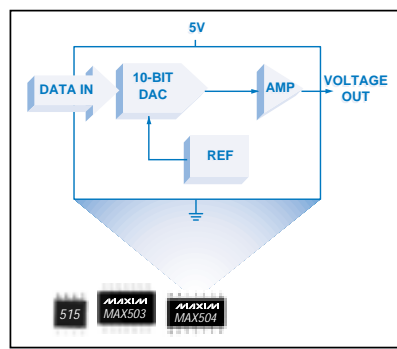 5V
DATA IN
10-BIT
DAC
AMP
VOLTAGE
OUT
REF
515
MAXIM
MAX503
MAXIM
MAX504